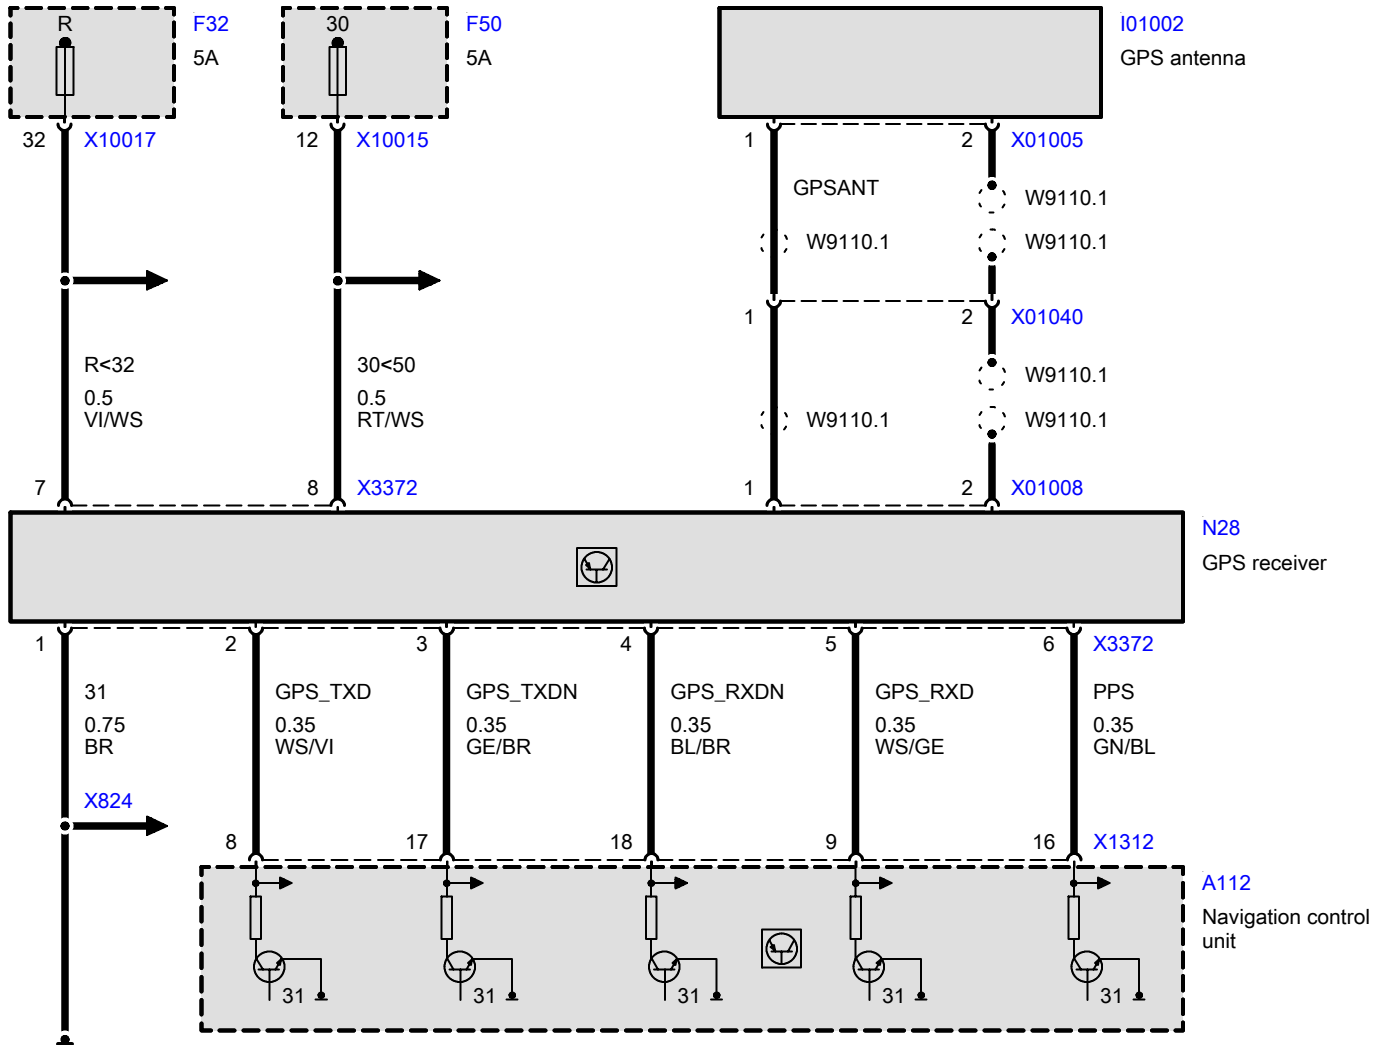 R
F32
5A
30
F50
5A
I01002
GPS antenna
32
X10017
12
X10015
1
2
X01005
GPSANT
W9110.1
W9110.1
W9110.1
1
2
X01040
R<32
0.5
VI/WS
30<50
0.5
RT/WS
W9110.1
W9110.1
W9110.1
7
8
X3372
1
2
X01008
N28
GPS receiver
1
2
3
4
5
6
X3372
31
0.75
BR
GPS_TXD
0.35
WS/VI
GPS_TXDN
0.35
GE/BR
GPS_RXDN
0.35
BL/BR
GPS_RXD
0.35
WS/GE
PPS
0.35
GN/BL
X824
8
17
18
9
16
X1312
A112
Navigation control
unit
31
31
31
31
31